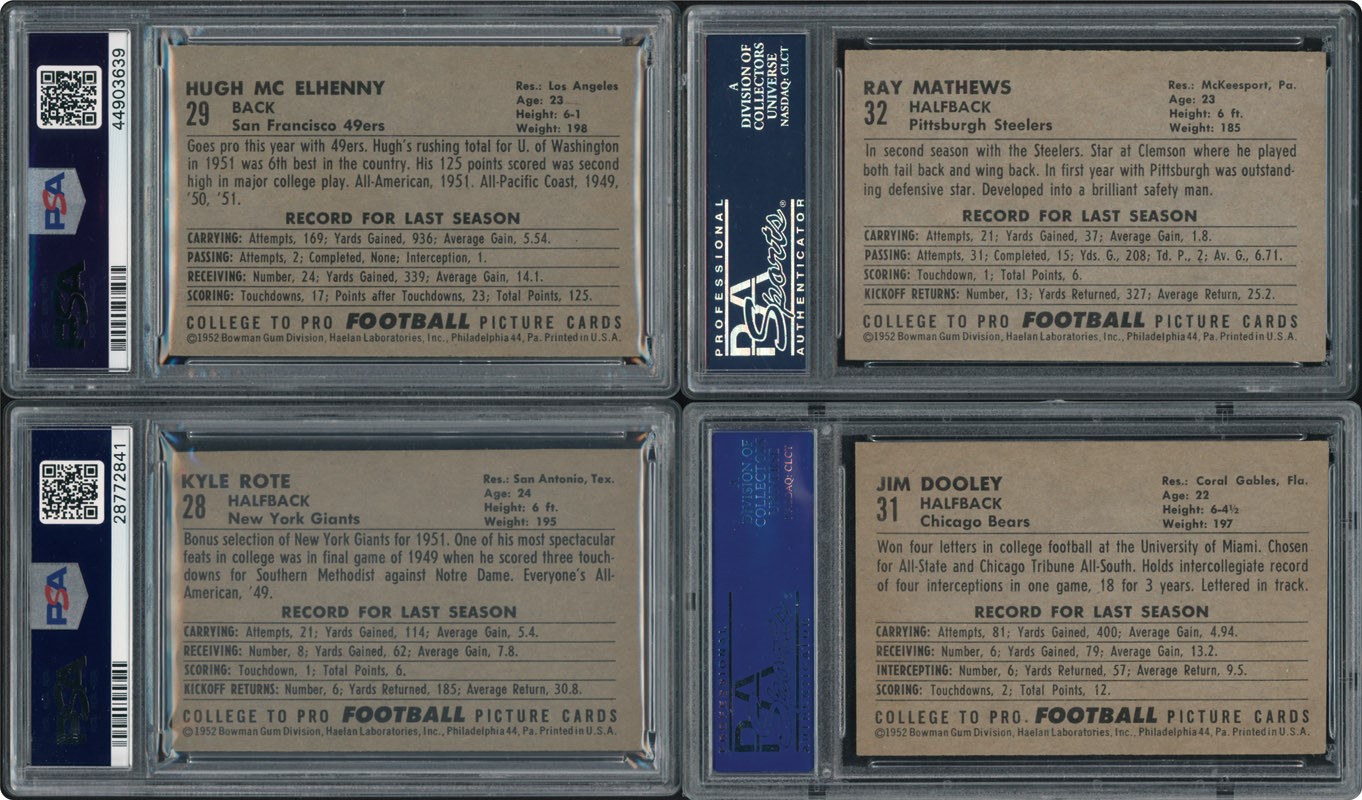 44903639
PSA
PSA
HUGH MC ELHENNY
29 BACK
San Francisco 49ers
Res.: Los Angeles
Age: 23
Height: 6-1
Weight: 198
Goes pro this year with 49ers. Hugh's rushing total for U. of Washington
in 1951 was 6th best in the country. His 125 points scored was second
high in major college play. All-American, 1951. All-Pacific Coast, 1949,
'50, '51.
RECORD FOR LAST SEASON
CARRYING: Attempts, 169; Yards Gained, 936; Average Gain, 5.54.
PASSING: Attempts, 2; Completed, None; Interception, 1.
RECEIVING: Number, 24; Yards Gained, 339; Average Gain, 14.1.
SCORING: Touchdowns, 17; Points after Touchdowns, 23; Total Points, 125.
COLLEGE TO PRO FOOTBALL PICTURE CARDS
©1952 Bowman Gum Division, Haelan Laboratories, Inc., Philadelphia 44, Pa. Printed in U.S.A.
A
DIVISION OF
COLLECTORS
UNIVERSE
NASDAQ: CLCT
PROFESSIONAL
PSA
Sports®
AUTHENTICATOR
RAY MATHEWS
32 HALFBACK
Pittsburgh Steelers
Res.: McKeesport, Pa.
Age: 23
Height: 6 ft.
Weight: 185
In second season with the Steelers. Star at Clemson where he played
both tail back and wing back. In first year with Pittsburgh was outstand-
ing defensive star. Developed into a brilliant safety man.
RECORD FOR LAST SEASON
CARRYING: Attempts, 21; Yards Gained, 37; Average Gain, 1.8.
PASSING: Attempts, 31; Completed, 15; Yds. G., 208; Td. P., 2; Av. G., 6.71.
SCORING: Touchdown, 1; Total Points, 6.
KICKOFF RETURNS: Number, 13; Yards Returned, 327; Average Return, 25.2.
COLLEGE TO PRO FOOTBALL PICTURE CARDS
©1952 Bowman Gum Division, Haelan Laboratories, Inc., Philadelphia 44, Pa. Printed in U.S.A.
28772841
PSA
PSA
KYLE ROTE
28 HALFBACK
New York Giants
Res.: San Antonio, Tex.
Age: 24
Height: 6 ft.
Weight: 195
Bonus selection of New York Giants for 1951. One of his most spectacular
feats in college was in final game of 1949 when he scored three touch-
downs for Southern Methodist against Notre Dame. Everyone's All-
American, '49.
RECORD FOR LAST SEASON
CARRYING: Attempts, 21; Yards Gained, 114; Average Gain, 5.4.
RECEIVING: Number, 8; Yards Gained, 62; Average Gain, 7.8.
SCORING: Touchdown, 1; Total Points, 6.
KICKOFF RETURNS: Number, 6; Yards Returned, 185; Average Return, 30.8.
COLLEGE TO PRO FOOTBALL PICTURE CARDS
©1952 Bowman Gum Division, Haelan Laboratories, Inc., Philadelphia 44, Pa. Printed in U.S.A.
DIVISION OF
PSA
JIM DOOLEY
31 HALFBACK
Chicago Bears
Res.: Coral Gables, Fla.
Age: 22
Height: 6-4½
Weight: 197
Won four letters in college football at the University of Miami. Chosen
for All-State and Chicago Tribune All-South. Holds intercollegiate record
of four interceptions in one game, 18 for 3 years. Lettered in track.
RECORD FOR LAST SEASON
CARRYING: Attempts, 81; Yards Gained, 400; Average Gain, 4.94.
RECEIVING: Number, 6; Yards Gained, 79; Average Gain, 13.2.
INTERCEPTING: Number, 6; Yards Returned, 57; Average Return, 9.5.
SCORING: Touchdowns, 2; Total Points, 12.
COLLEGE TO PRO. FOOTBALL PICTURE CARDS
©1952 Bowman Gum Division, Haelan Laboratories, Inc., Philadelphia 44, Pa. Printed in U.S.A.